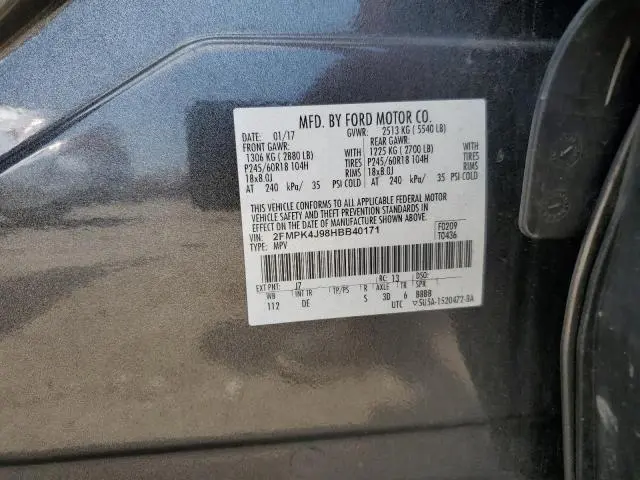 MFD. BY FORD MOTOR CO.
DATE: 01/17 GVWR: 2513 KG ( 5540 LB)
FRONT GAWR: REAR GAWR:
1306 KG ( 2880 LB) 1225 KG ( 2700 LB)
P245/60R18 104H TIRES P245/60R18 104H TIRES
18x8.0J RIMS 18x8.0J RIMS
AT 240 kPa/ 35 PSI COLD AT 240 kPa/ 35 PSI COLD
THIS VEHICLE CONFORMS TO ALL APPLICABLE FEDERAL MOTOR
VEHICLE SAFETY AND THEFT PREVENTION STANDARDS IN
EFFECT ON THE DATE OF MANUFACTURE SHOWN ABOVE.
VIN: 2FMPK4J98HBB40171 F0209
TYPE: MPV T0436
EXT PNT: J7 RC: 13 DSO:
WB INT TR TP/PS R AXLE TR SPR
112 DE S 3D 6 BBBB
UTC ▽5U5A-1520472-BA